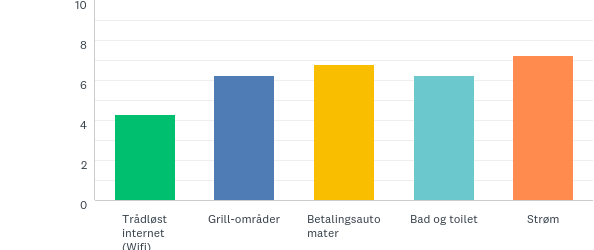 10
8
6
4
2
0
Trådløst
internet
(Wifi)
Grill-områder
Betalingsauto
mater
Bad og toilet
Strøm